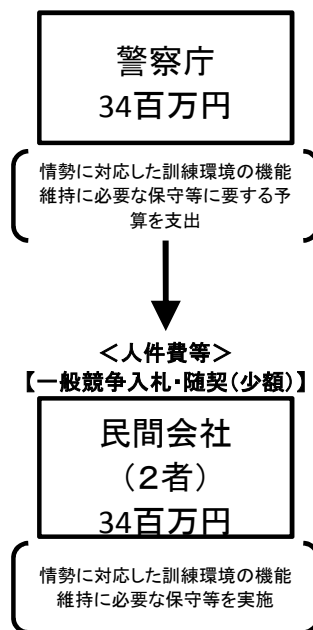 警察庁
34百万円
情勢に対応した訓練環境の機能
維持に必要な保守等に要する予
算を支出
＜人件費等＞
【一般競争入札・随契（少額）】
民間会社
（２者）
34百万円
情勢に対応した訓練環境の機能
維持に必要な保守等を実施